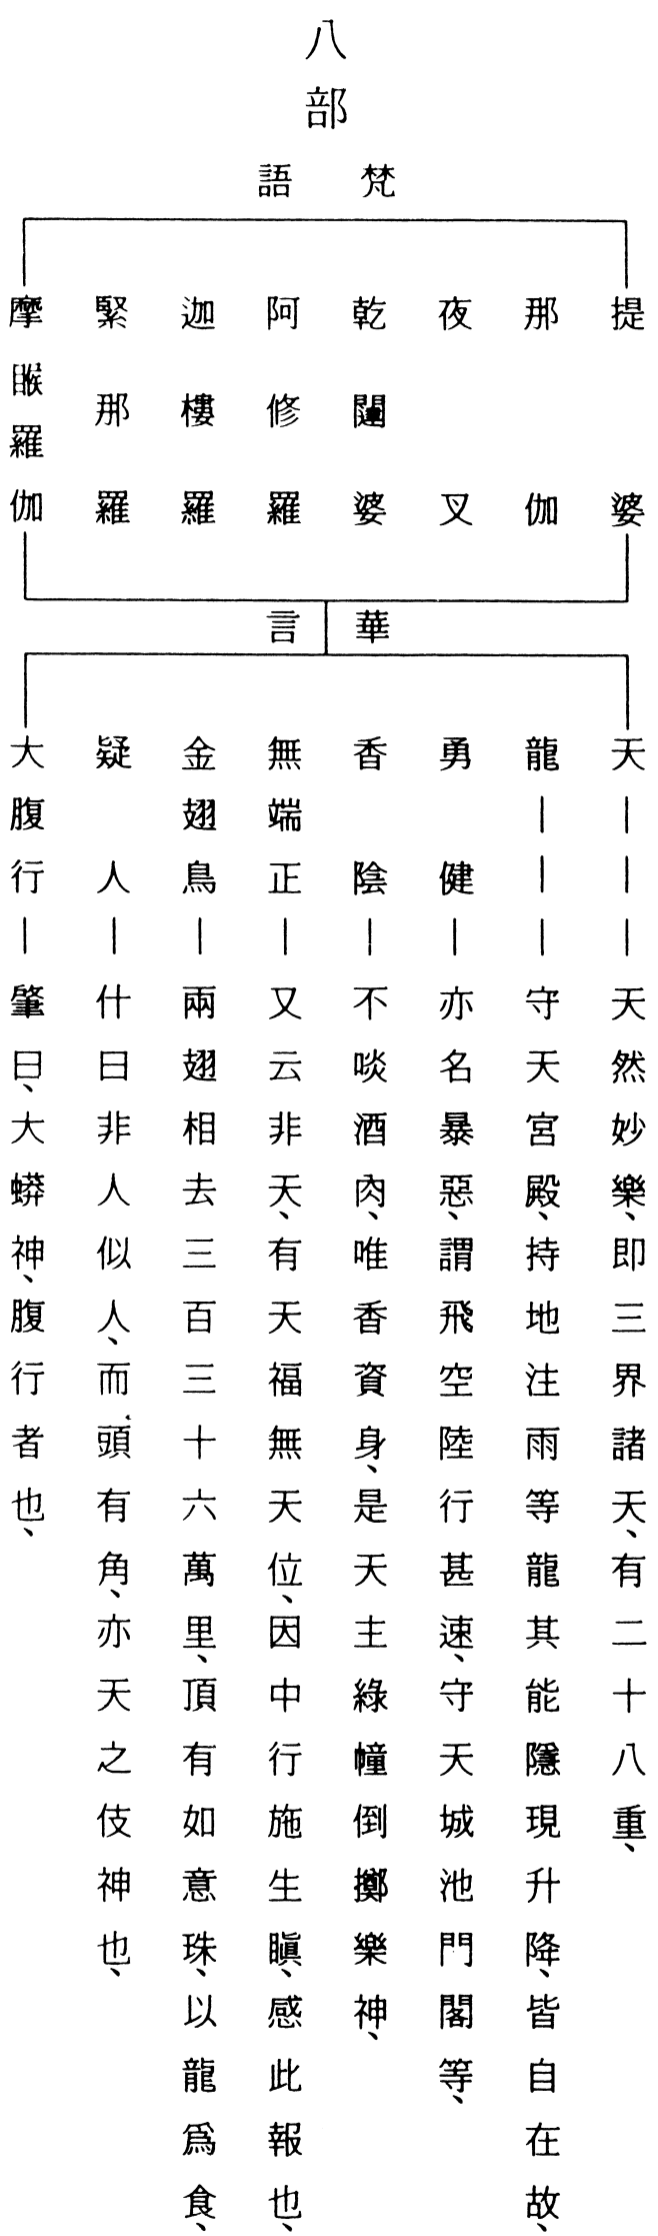 八部
梵語
提婆
那伽
夜叉
乾闥婆
阿修羅
迦樓羅
緊那羅
摩睺羅伽
華言
天｜｜｜天然妙樂、即三界諸天、有二十八重、
龍｜｜｜守天宮殿、持地注雨等龍其能隱現升降、皆自在故、
勇健｜亦名暴惡、謂飛空陸行甚速、守天城池門閣等、
香陰｜不啖酒肉、唯香資身、是天主綠幢倒擲樂神、
無端正｜又云非天、有天福無天位、因中行施生瞋、感此報也、
金翅鳥｜兩翅相去三百三十六萬里、頂有如意珠、以龍爲食、
疑人｜什曰非人似人、而頭有角、亦天之伎神也、
大腹行｜肇曰、大蟒神、腹行者也、